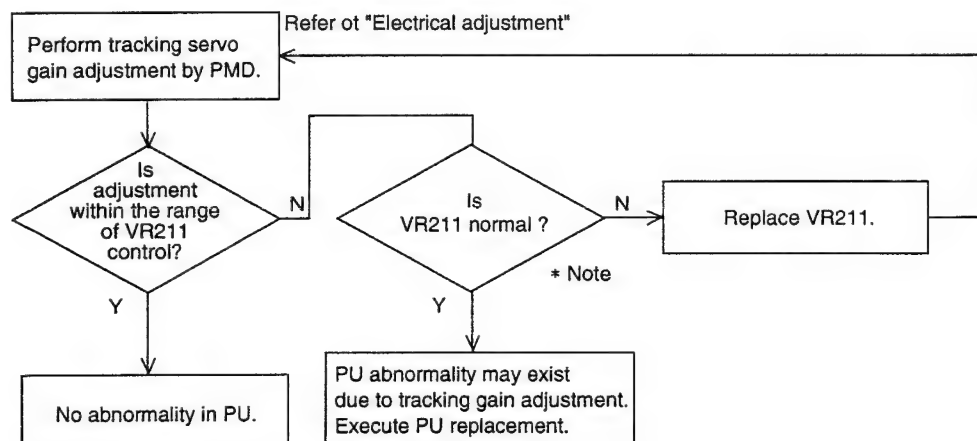 Refer ot "Electrical adjustment"
Perform tracking servo
gain adjustment by PMD.
Is
adjustment
within the range
of VR211
control?
N
Y
No abnormality in PU.
Is
VR211 normal ?
N
* Note
Y
PU abnormality may exist
due to tracking gain adjustment.
Execute PU replacement.
Replace VR211.